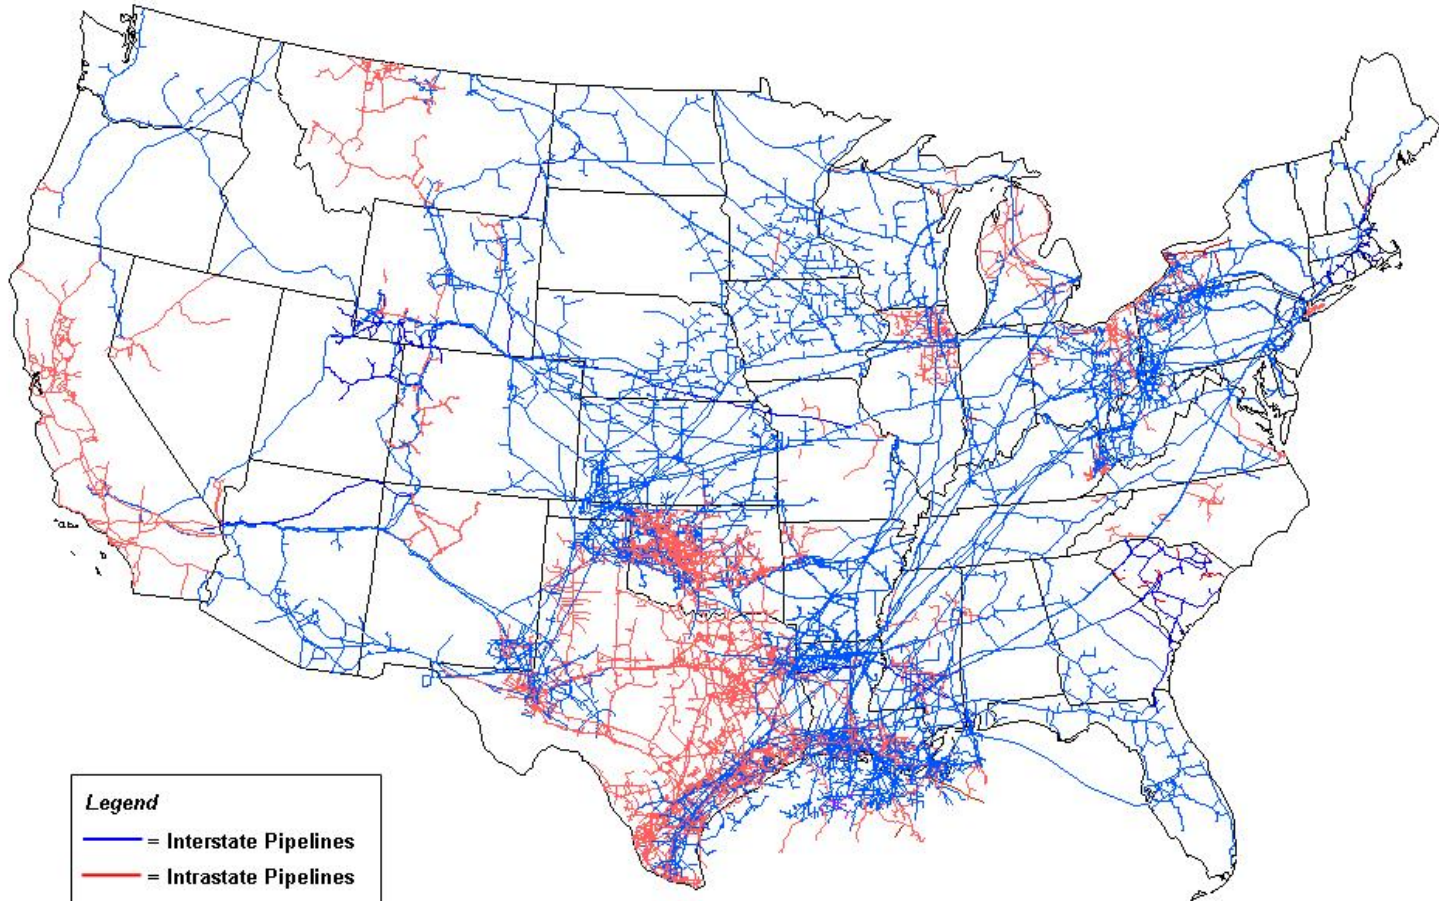 Legend
= Interstate Pipelines
= Intrastate Pipelines